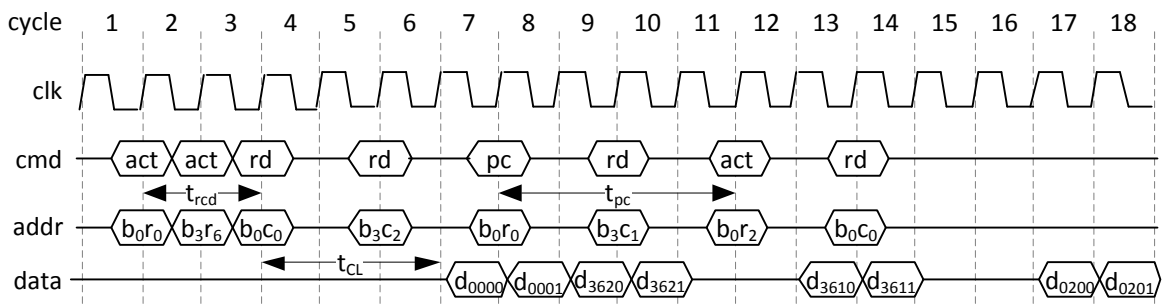 cycle 1 2 3 4 5 6 7 8 9 10 11 12 13 14 15 16 17 18
clk
cmd act act rd rd pc rd act rd
t_rcd t_pc
addr b₀r₀ b₃r₆ b₀c₀ b₃c₂ b₀r₀ b₃c₁ b₀r₂ b₀c₀
t_CL
data d₀₀₀₀ d₀₀₀₁ d₃₆₂₀ d₃₆₂₁ d₃₆₁₀ d₃₆₁₁ d₀₂₀₀ d₀₂₀₁